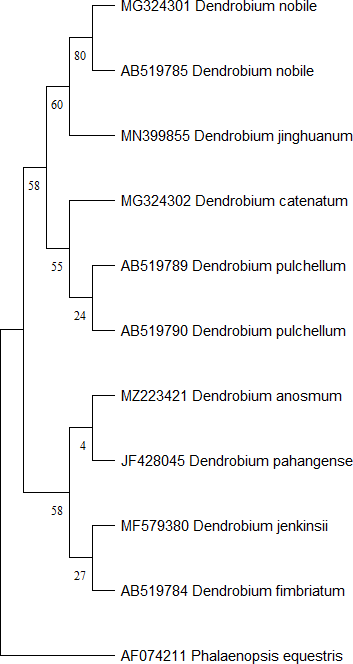 MG324301 Dendrobium nobile
80
AB519785 Dendrobium nobile
60
MN399855 Dendrobium jinghuanum
58
MG324302 Dendrobium catenatum
55
AB519789 Dendrobium pulchellum
24
AB519790 Dendrobium pulchellum
MZ223421 Dendrobium anosmum
4
JF428045 Dendrobium pahangense
58
MF579380 Dendrobium jenkinsii
27
AB519784 Dendrobium fimbriatum
AF074211 Phalaenopsis equestris